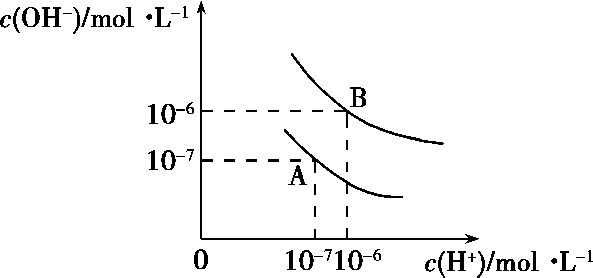 c(OH⁻)/mol ·L⁻¹
B
10⁻⁶
10⁻⁷
A
0 10⁻⁷10⁻⁶ c(H⁺)/mol ·L⁻¹